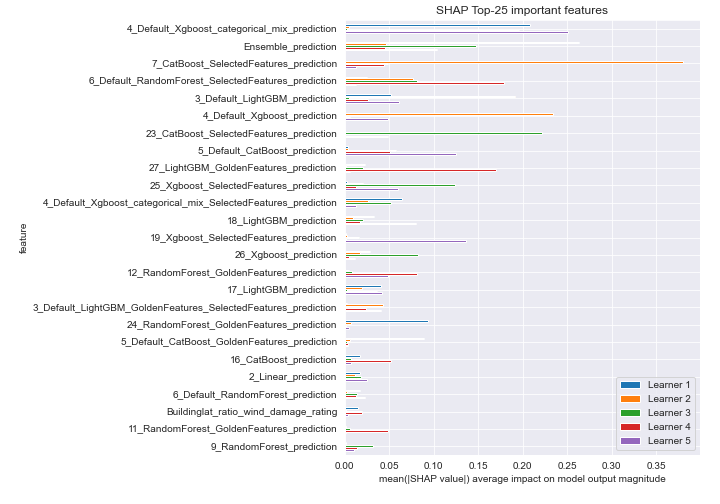 SHAP Top-25 important features
4_Default_Xgboost_categorical_mix_prediction
Ensemble_prediction
7_CatBoost_SelectedFeatures_prediction
6_Default_RandomForest_SelectedFeatures_prediction
3_Default_LightGBM_prediction
4_Default_Xgboost_prediction
23_CatBoost_SelectedFeatures_prediction
5_Default_CatBoost_prediction
27_LightGBM_GoldenFeatures_prediction
25_Xgboost_SelectedFeatures_prediction
4_Default_Xgboost_categorical_mix_SelectedFeatures_prediction
18_LightGBM_prediction
19_Xgboost_SelectedFeatures_prediction
26_Xgboost_prediction
12_RandomForest_GoldenFeatures_prediction
17_LightGBM_prediction
3_Default_LightGBM_GoldenFeatures_SelectedFeatures_prediction
24_RandomForest_GoldenFeatures_prediction
5_Default_CatBoost_GoldenFeatures_prediction
16_CatBoost_prediction
2_Linear_prediction
6_Default_RandomForest_prediction
Buildinglat_ratio_wind_damage_rating
11_RandomForest_GoldenFeatures_prediction
9_RandomForest_prediction
feature
Learner 1
Learner 2
Learner 3
Learner 4
Learner 5
0.00 0.05 0.10 0.15 0.20 0.25 0.30 0.35
mean(|SHAP value|) average impact on model output magnitude